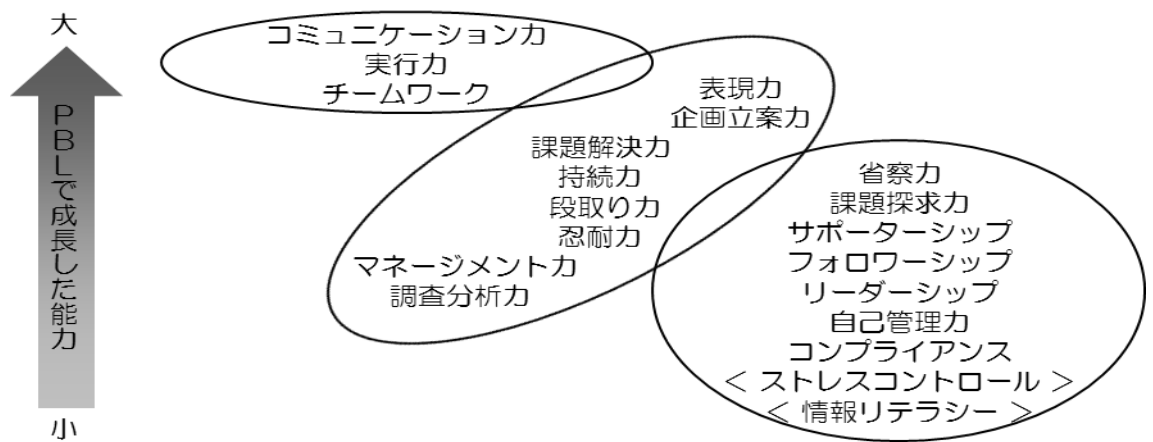 大
PBLで成長した能力
小
コミュニケーション力
実行力
チームワーク
表現力
企画立案力
課題解決力
持続力
段取り力
忍耐力
マネージメント力
調査分析力
省察力
課題探求力
サポーターシップ
フォロワーシップ
リーダーシップ
自己管理力
コンプライアンス
＜ ストレスコントロール ＞
＜ 情報リテラシー ＞